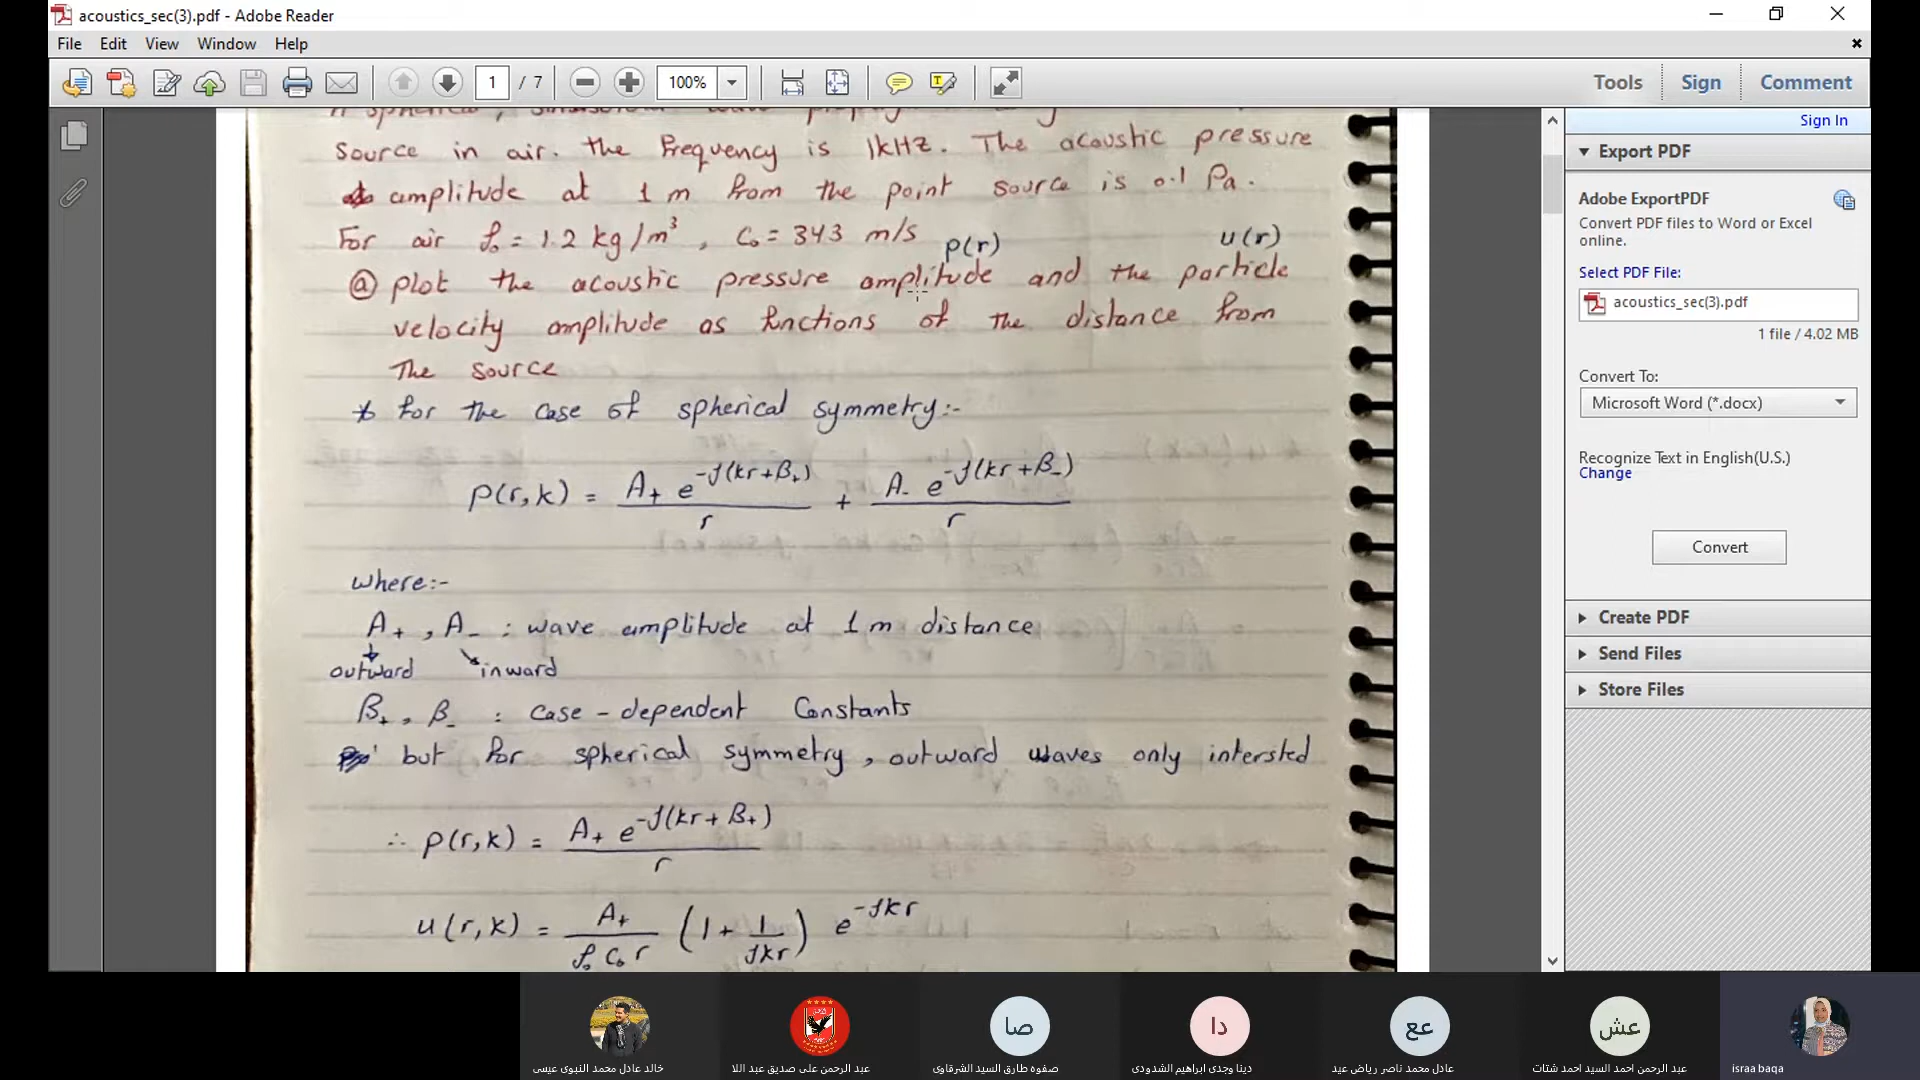 acoustics_sec(3).pdf - Adobe Reader
File Edit View Window Help
1 / 7 100% Tools Sign Comment
Sign In
source in air. the frequency is 1kHz. The acoustic pressure
amplitude at 1 m from the point source is 0.1 Pa.
For air ρ₀ = 1.2 kg/m³ , C₀ = 343 m/s p(r) u(r)
ⓐ plot the acoustic pressure amplitude and the particle
velocity amplitude as functions of the distance from
the source
* for the case of spherical symmetry:-
P(r,k) = A₊ e^-J(kr+B₊) / r + A₋ e^-J(kr+B₋) / r
where:-
A₊ , A₋ : wave amplitude at 1m distance
outward inward
B₊ , B₋ : case-dependent Constants
but for spherical symmetry, outward waves only intersted
∴ P(r,k) = A₊ e^-J(kr+B₊) / r
u(r,k) = A₊ / ρ₀ C₀ r (1 + 1/Jkr) e^-Jkr
Export PDF
Adobe ExportPDF
Convert PDF files to Word or Excel
online.
Select PDF File:
acoustics_sec(3).pdf
1 file / 4.02 MB
Convert To:
Microsoft Word (*.docx)
Recognize Text in English(U.S.)
Change
Convert
Create PDF
Send Files
Store Files
صا دا عع عش
خالد عادل محمد النبوى عيسى
عبد الرحمن على صديق عبد اللا
صفوه طارق السيد الشرقاوى
دينا وجدى ابراهيم الشدودى
عادل محمد ناصر رياض عيد
عبد الرحمن احمد السيد احمد شتات
israa baqa